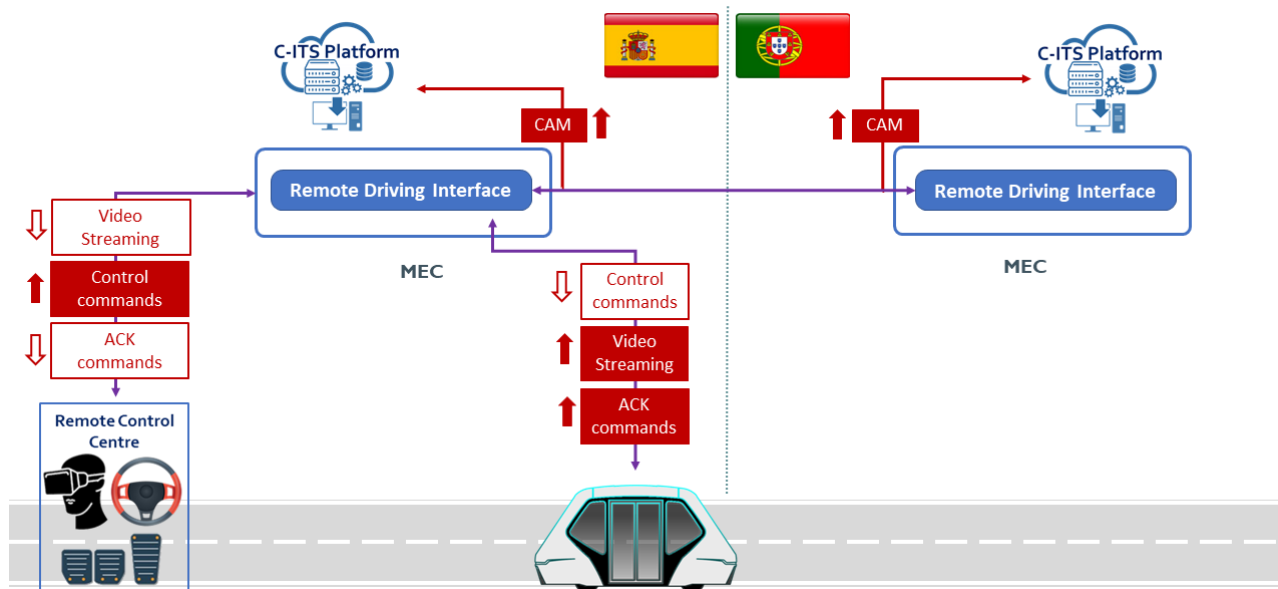 C-ITS Platform
C-ITS Platform
CAM
CAM
Remote Driving Interface
Remote Driving Interface
MEC
MEC
Video
Streaming
Control
commands
ACK
commands
Control
commands
Video
Streaming
ACK
commands
Remote Control
Centre